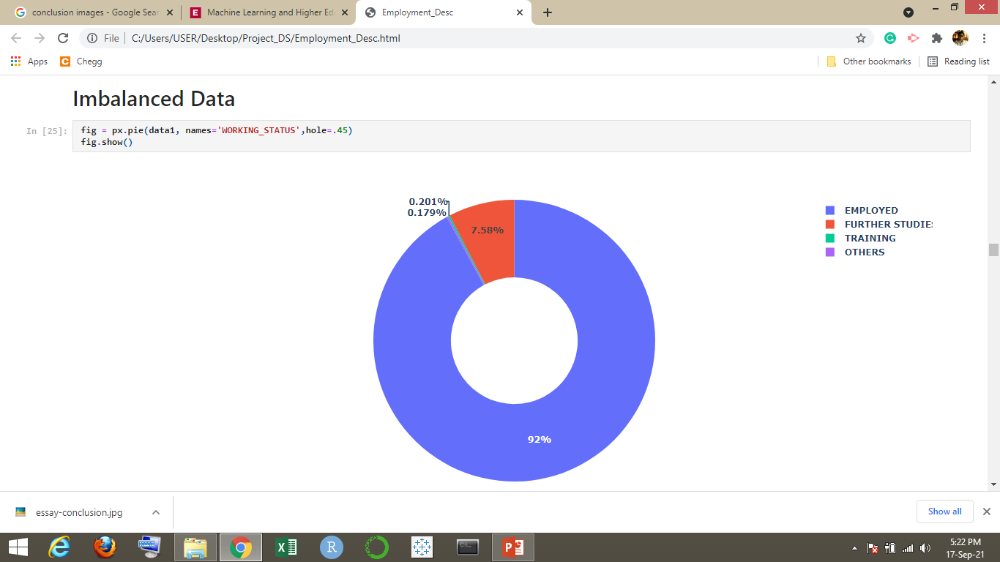 conclusion images - Google Sear
Machine Learning and Higher Ed
Employment_Desc
File | C:/Users/USER/Desktop/Project_DS/Employment_Desc.html
Apps
Chegg
Other bookmarks
Reading list
Imbalanced Data
In [25]:
fig = px.pie(data1, names='WORKING_STATUS',hole=.45)
fig.show()
0.201%
0.179%
7.58%
92%
EMPLOYED
FURTHER STUDIES
TRAINING
OTHERS
essay-conclusion.jpg
Show all
5:22 PM
17-Sep-21